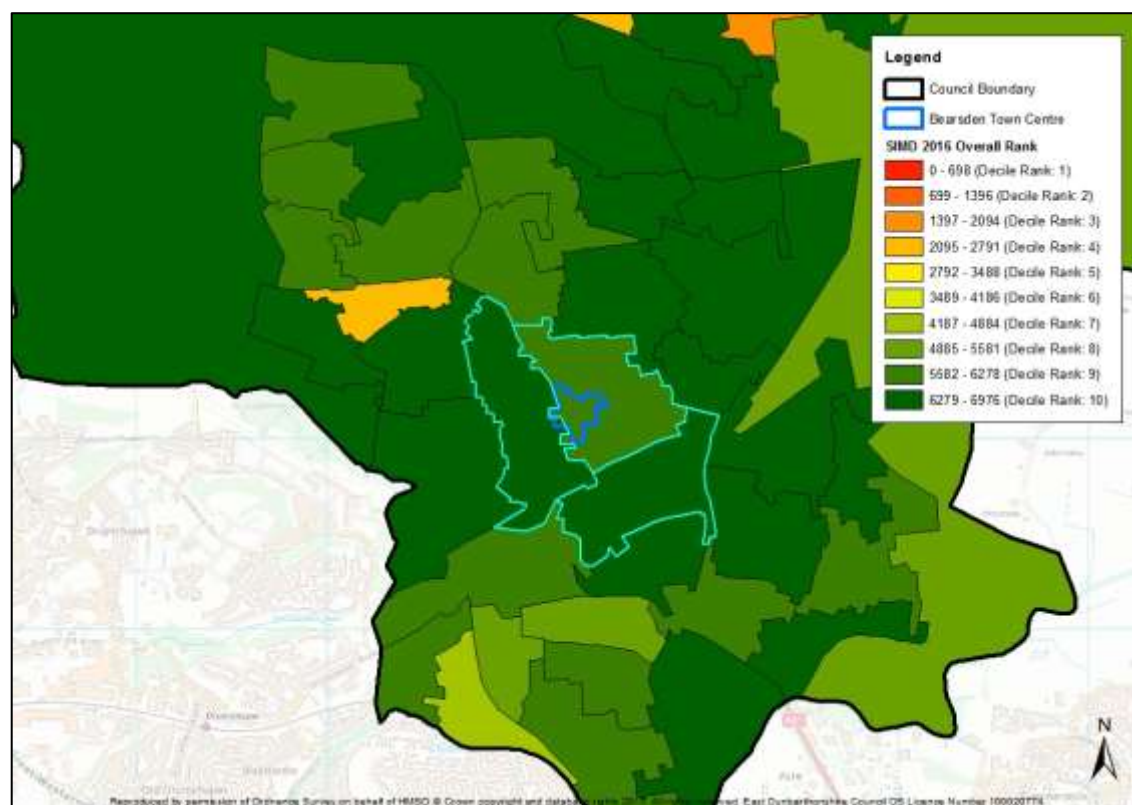 Legend
Council Boundary
Bearsden Town Centre
SIMD 2016 Overall Rank
0 - 698 (Decile Rank: 1)
699 - 1396 (Decile Rank: 2)
1397 - 2094 (Decile Rank: 3)
2095 - 2791 (Decile Rank: 4)
2792 - 3488 (Decile Rank: 5)
3489 - 4186 (Decile Rank: 6)
4187 - 4884 (Decile Rank: 7)
4885 - 5581 (Decile Rank: 8)
5582 - 6278 (Decile Rank: 9)
6279 - 6976 (Decile Rank: 10)
N
Reproduced by permission of Ordnance Survey on behalf of HMSO © Crown copyright and database rights reserved. East Dunbartonshire Council OS Licence Number